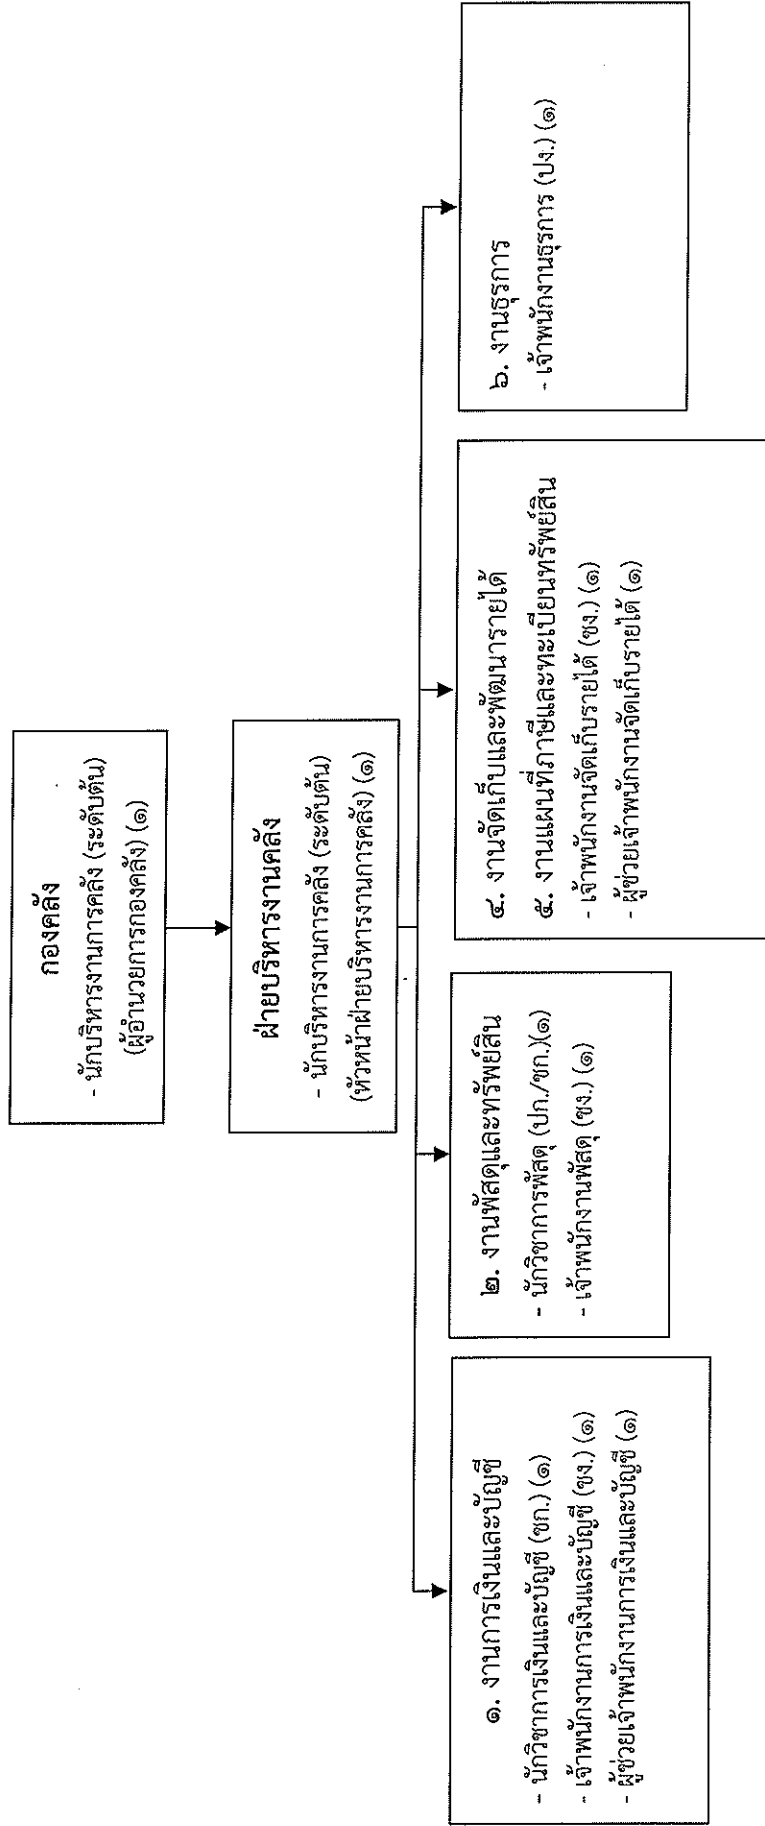 กองคลัง
- นักบริหารงานการคลัง (ระดับต้น)
(ผู้อำนวยการกองคลัง) (๑)
ฝ่ายบริหารงานคลัง
- นักบริหารงานการคลัง (ระดับต้น)
(หัวหน้าฝ่ายบริหารงานการคลัง) (๑)
๑. งานการเงินและบัญชี
- นักวิชาการเงินและบัญชี (ชก.) (๑)
- เจ้าพนักงานการเงินและบัญชี (ชง.) (๑)
- ผู้ช่วยเจ้าพนักงานการเงินและบัญชี (๑)
๒. งานพัสดุและทรัพย์สิน
- นักวิชาการพัสดุ (ปก./ชก.)(๑)
- เจ้าพนักงานพัสดุ (ชง.) (๑)
๔. งานจัดเก็บและพัฒนารายได้
๕. งานแผนที่ภาษีและทะเบียนทรัพย์สิน
- เจ้าพนักงานจัดเก็บรายได้ (ชง.) (๑)
- ผู้ช่วยเจ้าพนักงานจัดเก็บรายได้ (๑)
๖. งานธุรการ
- เจ้าพนักงานธุรการ (ปง.) (๑)